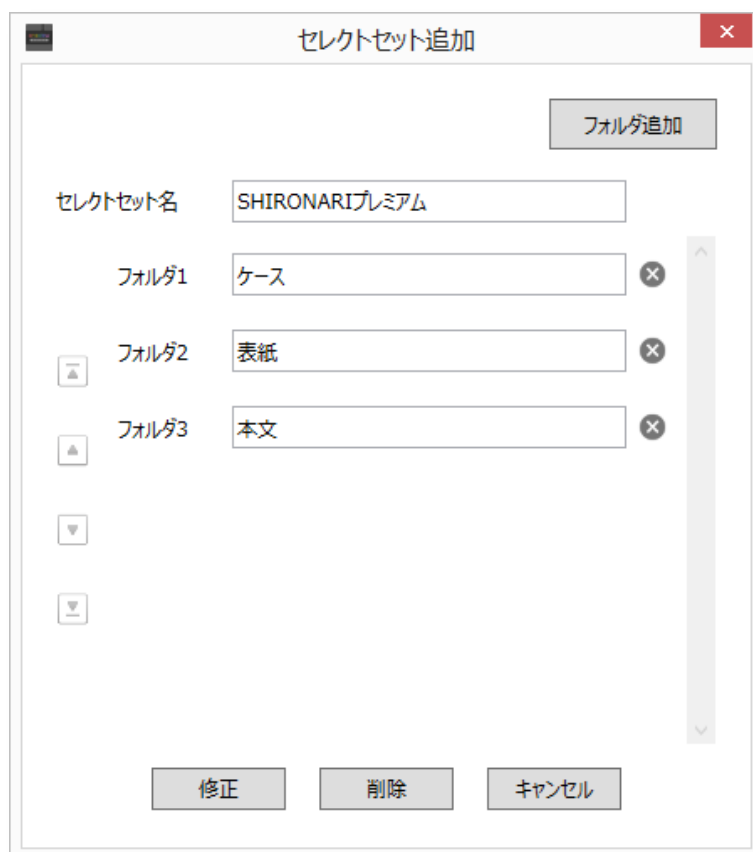 セレクトセット追加
フォルダ追加
セレクトセット名 SHIRONARIプレミアム
フォルダ1 ケース
フォルダ2 表紙
フォルダ3 本文
修正 削除 キャンセル